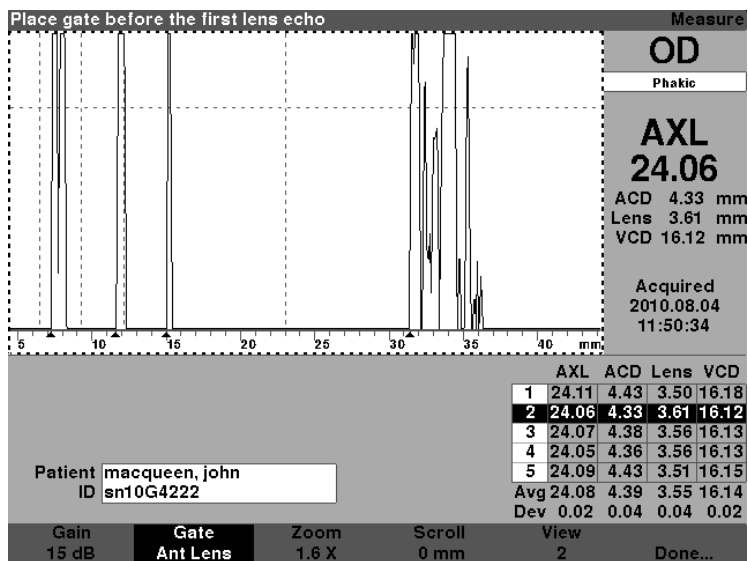 Place gate before the first lens echo
Measure
OD
Phakic
AXL
24.06
ACD 4.33 mm
Lens 3.61 mm
VCD 16.12 mm
Acquired
2010.08.04
11:50:34
5 10 15 20 25 30 35 40 mm
AXL ACD Lens VCD
1 24.11 4.43 3.50 16.18
2 24.06 4.33 3.61 16.12
3 24.07 4.38 3.56 16.13
4 24.05 4.36 3.56 16.13
5 24.09 4.43 3.51 16.15
Avg 24.08 4.39 3.55 16.14
Dev 0.02 0.04 0.04 0.02
Patient macqueen, john
ID sn10G4222
Gain Gate Zoom Scroll View
15 dB Ant Lens 1.6 X 0 mm 2 Done...